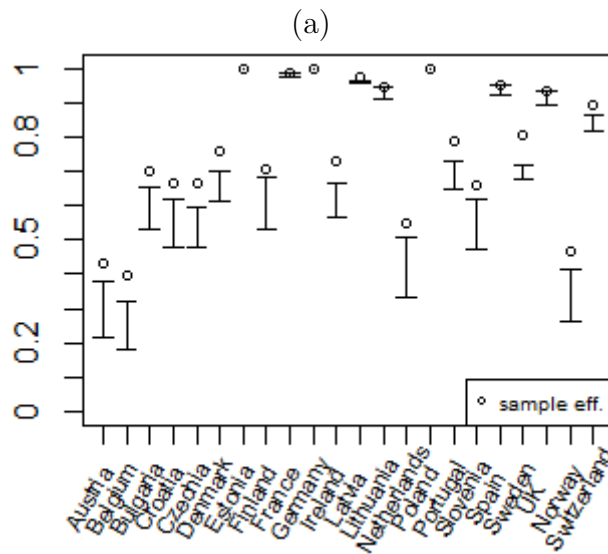 (a)
1
0.8
0.5
0.2
0
sample eff.
Austria
Belgium
Bulgaria
Croatia
Czechia
Denmark
Estonia
Finland
France
Germany
Ireland
Latvia
Lithuania
Netherlands
Poland
Portugal
Slovenia
Spain
Sweden
UK
Norway
Switzerland